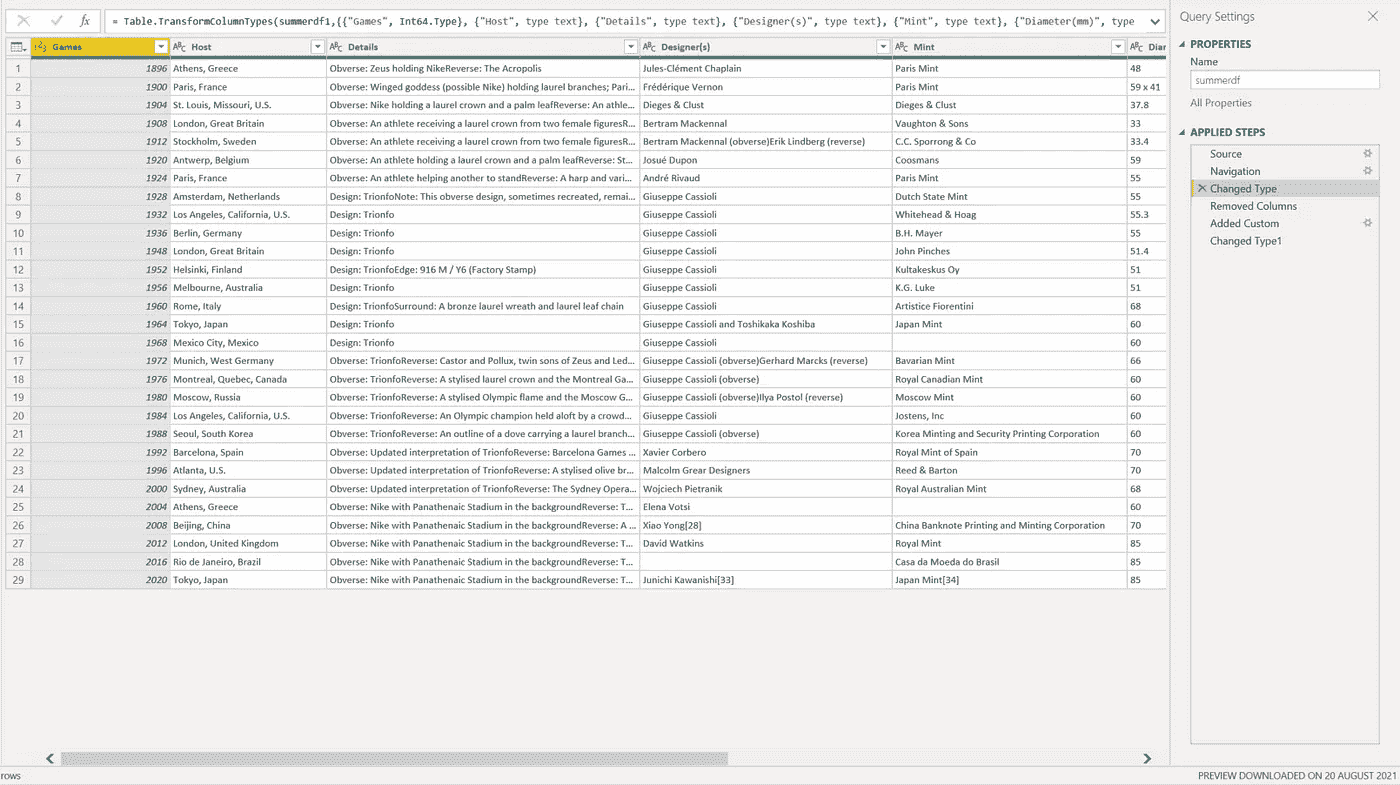 = Table.TransformColumnTypes(summerdf1,{{"Games", Int64.Type}, {"Host", type text}, {"Details", type text}, {"Designer(s)", type text}, {"Mint", type text}, {"Diameter(mm)", type
Query Settings
PROPERTIES
Name
summerdf
All Properties
APPLIED STEPS
Source
Navigation
Changed Type
Removed Columns
Added Custom
Changed Type1
Games Host Details Designer(s) Mint Diar
1 1896 Athens, Greece Obverse: Zeus holding NikeReverse: The Acropolis Jules-Clément Chaplain Paris Mint 48
2 1900 Paris, France Obverse: Winged goddess (possible Nike) holding laurel branches; Pari... Frédérique Vernon Paris Mint 59 x 41
3 1904 St. Louis, Missouri, U.S. Obverse: Nike holding a laurel crown and a palm leafReverse: An athle... Dieges & Clust Dieges & Clust 37.8
4 1908 London, Great Britain Obverse: An athlete receiving a laurel crown from two female figuresR... Bertram Mackennal Vaughton & Sons 33
5 1912 Stockholm, Sweden Obverse: An athlete receiving a laurel crown from two female figuresR... Bertram Mackennal (obverse)Erik Lindberg (reverse) C.C. Sporrong & Co 33.4
6 1920 Antwerp, Belgium Obverse: An athlete holding a laurel crown and a palm leafReverse: St... Josué Dupon Coosmans 59
7 1924 Paris, France Obverse: An athlete helping another to standReverse: A harp and vari... André Rivaud Paris Mint 55
8 1928 Amsterdam, Netherlands Design: TrionfoNote: This obverse design, sometimes recreated, remai... Giuseppe Cassioli Dutch State Mint 55
9 1932 Los Angeles, California, U.S. Design: Trionfo Giuseppe Cassioli Whitehead & Hoag 55.3
10 1936 Berlin, Germany Design: Trionfo Giuseppe Cassioli B.H. Mayer 55
11 1948 London, Great Britain Design: Trionfo Giuseppe Cassioli John Pinches 51.4
12 1952 Helsinki, Finland Design: TrionfoEdge: 916 M / Y6 (Factory Stamp) Giuseppe Cassioli Kultakeskus Oy 51
13 1956 Melbourne, Australia Design: Trionfo Giuseppe Cassioli K.G. Luke 51
14 1960 Rome, Italy Design: TrionfoSurround: A bronze laurel wreath and laurel leaf chain Giuseppe Cassioli Artistice Fiorentini 68
15 1964 Tokyo, Japan Design: Trionfo Giuseppe Cassioli and Toshikaka Koshiba Japan Mint 60
16 1968 Mexico City, Mexico Design: Trionfo Giuseppe Cassioli 60
17 1972 Munich, West Germany Obverse: TrionfoReverse: Castor and Pollux, twin sons of Zeus and Led... Giuseppe Cassioli (obverse)Gerhard Marcks (reverse) Bavarian Mint 66
18 1976 Montreal, Quebec, Canada Obverse: TrionfoReverse: A stylised laurel crown and the Montreal Ga... Giuseppe Cassioli (obverse) Royal Canadian Mint 60
19 1980 Moscow, Russia Obverse: TrionfoReverse: A stylised Olympic flame and the Moscow G... Giuseppe Cassioli (obverse)Ilya Postol (reverse) Moscow Mint 60
20 1984 Los Angeles, California, U.S. Obverse: TrionfoReverse: An Olympic champion held aloft by a crowd... Giuseppe Cassioli Jostens, Inc 60
21 1988 Seoul, South Korea Obverse: TrionfoReverse: An outline of a dove carrying a laurel branch... Giuseppe Cassioli (obverse) Korea Minting and Security Printing Corporation 60
22 1992 Barcelona, Spain Obverse: Updated interpretation of TrionfoReverse: Barcelona Games ... Xavier Corbero Royal Mint of Spain 70
23 1996 Atlanta, U.S. Obverse: Updated interpretation of TrionfoReverse: A stylised olive br... Malcolm Grear Designers Reed & Barton 70
24 2000 Sydney, Australia Obverse: Updated interpretation of TrionfoReverse: The Sydney Opera... Wojciech Pietranik Royal Australian Mint 68
25 2004 Athens, Greece Obverse: Nike with Panathenaic Stadium in the backgroundReverse: T... Elena Votsi 60
26 2008 Beijing, China Obverse: Nike with Panathenaic Stadium in the backgroundReverse: A ... Xiao Yong[28] China Banknote Printing and Minting Corporation 70
27 2012 London, United Kingdom Obverse: Nike with Panathenaic Stadium in the backgroundReverse: T... David Watkins Royal Mint 85
28 2016 Rio de Janeiro, Brazil Obverse: Nike with Panathenaic Stadium in the backgroundReverse: T... Casa da Moeda do Brasil 85
29 2020 Tokyo, Japan Obverse: Nike with Panathenaic Stadium in the backgroundReverse: T... Junichi Kawanishi[33] Japan Mint[34] 85
rows
PREVIEW DOWNLOADED ON 20 AUGUST 2021